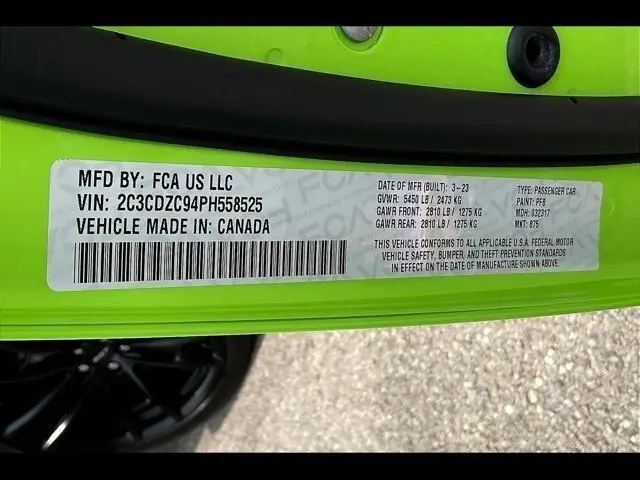 MFD BY: FCA US LLC
VIN: 2C3CDZC94PH558525
VEHICLE MADE IN: CANADA
DATE OF MFR (BUILT): 3-23
GVWR: 5450 LB / 2473 KG
GAWR FRONT: 2810 LB / 1275 KG
GAWR REAR: 2810 LB / 1275 KG
TYPE: PASSENGER CAR
PAINT: PFB
MDH: 032317
MKT: 875
THIS VEHICLE CONFORMS TO ALL APPLICABLE U.S.A. FEDERAL MOTOR
VEHICLE SAFETY, BUMPER, AND THEFT PREVENTION STANDARDS
IN EFFECT ON THE DATE OF MANUFACTURE SHOWN ABOVE.